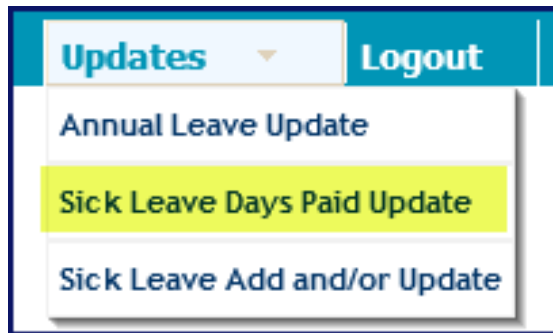 Updates Logout
Annual Leave Update
Sick Leave Days Paid Update
Sick Leave Add and/or Update